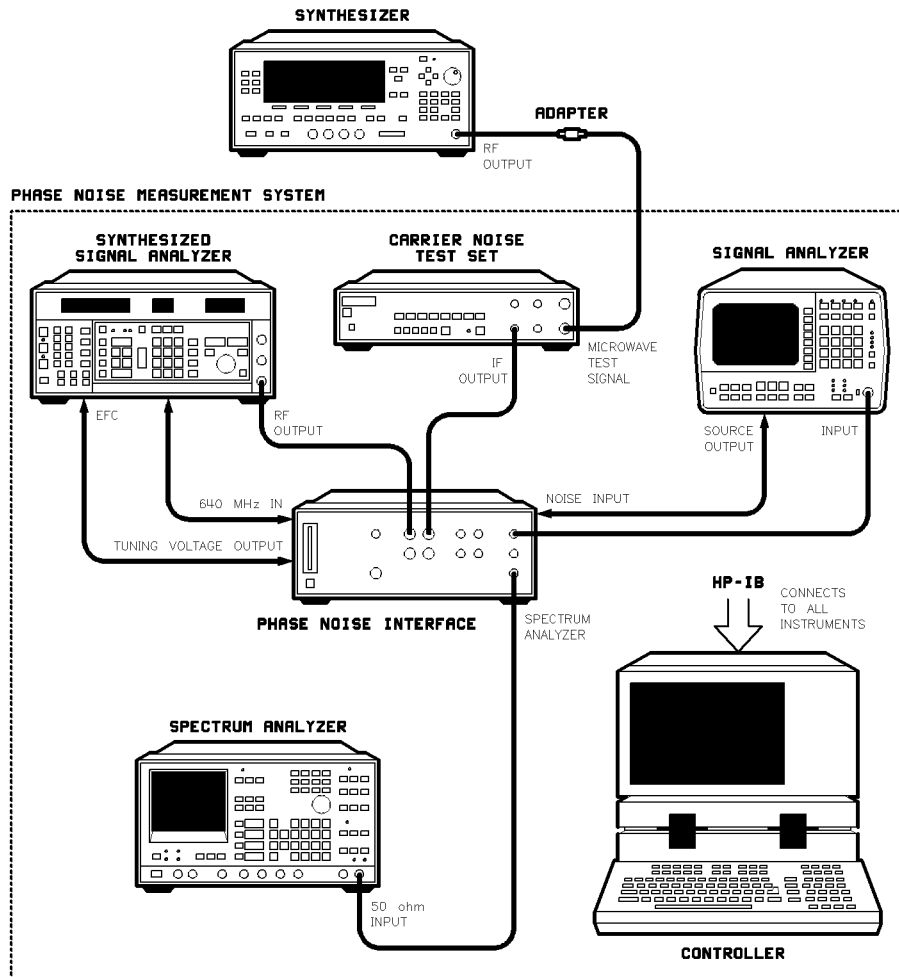 SYNTHESIZER
ADAPTER
RF
OUTPUT
PHASE NOISE MEASUREMENT SYSTEM
SYNTHESIZED
SIGNAL ANALYZER
CARRIER NOISE
TEST SET
SIGNAL ANALYZER
MICROWAVE
TEST
SIGNAL
IF
OUTPUT
EFC
RF
OUTPUT
SOURCE
OUTPUT
INPUT
640 MHz IN
NOISE INPUT
TUNING VOLTAGE OUTPUT
PHASE NOISE INTERFACE
SPECTRUM
ANALYZER
HP-IB
CONNECTS
TO ALL
INSTRUMENTS
SPECTRUM ANALYZER
50 ohm
INPUT
CONTROLLER